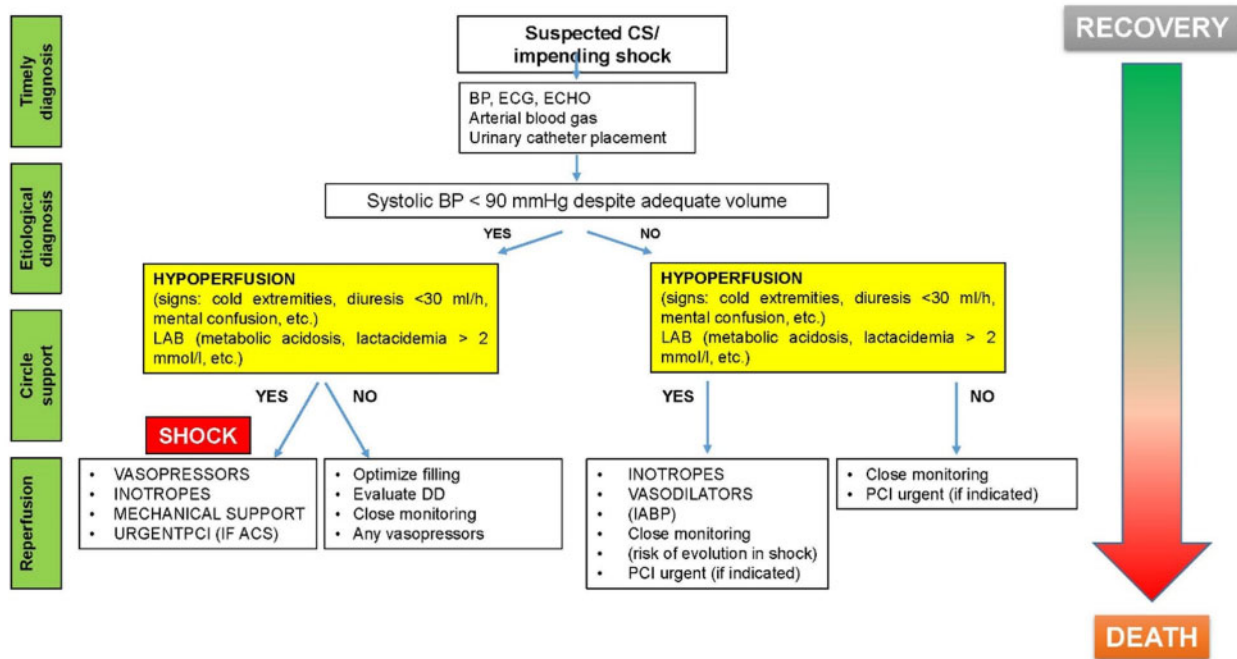 Suspected CS/
impending shock
RECOVERY
Timely
diagnosis
BP, ECG, ECHO
Arterial blood gas
Urinary catheter placement
Etiological
diagnosis
Systolic BP < 90 mmHg despite adequate volume
YES
NO
HYPOPERFUSION
(signs: cold extremities, diuresis <30 ml/h,
mental confusion, etc.)
LAB (metabolic acidosis, lactacidemia > 2
mmol/l, etc.)
HYPOPERFUSION
(signs: cold extremities, diuresis <30 ml/h,
mental confusion, etc.)
LAB (metabolic acidosis, lactacidemia > 2
mmol/l, etc.)
Circle
support
YES
NO
YES
NO
SHOCK
Reperfusion
• VASOPRESSORS
• INOTROPES
• MECHANICAL SUPPORT
• URGENTPCI (IF ACS)
• Optimize filling
• Evaluate DD
• Close monitoring
• Any vasopressors
• INOTROPES
• VASODILATORS
• (IABP)
• Close monitoring
• (risk of evolution in shock)
• PCI urgent (if indicated)
• Close monitoring
• PCI urgent (if indicated)
DEATH